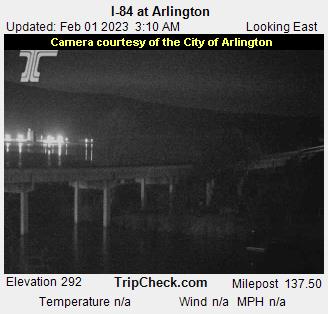 I-84 at Arlington
Updated: Feb 01 2023 3:10 AM Looking East
Camera courtesy of the City of Arlington
Elevation 292 TripCheck.com Milepost 137.50
Temperature n/a Wind n/a MPH n/a